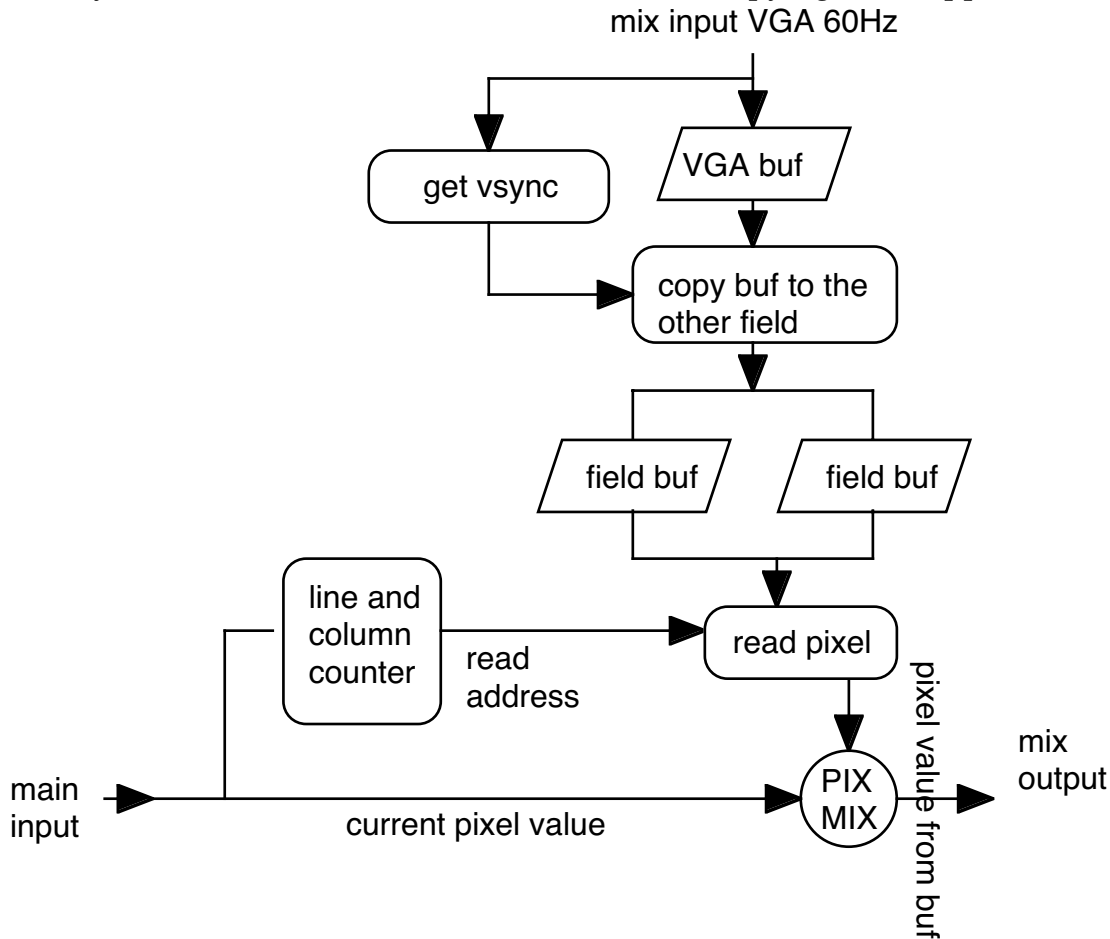 mix input VGA 60Hz
get vsync
VGA buf
copy buf to the
other field
field buf
field buf
line and
column
counter
read
address
read pixel
pixel value from buf
main
input
current pixel value
PIX
MIX
mix
output